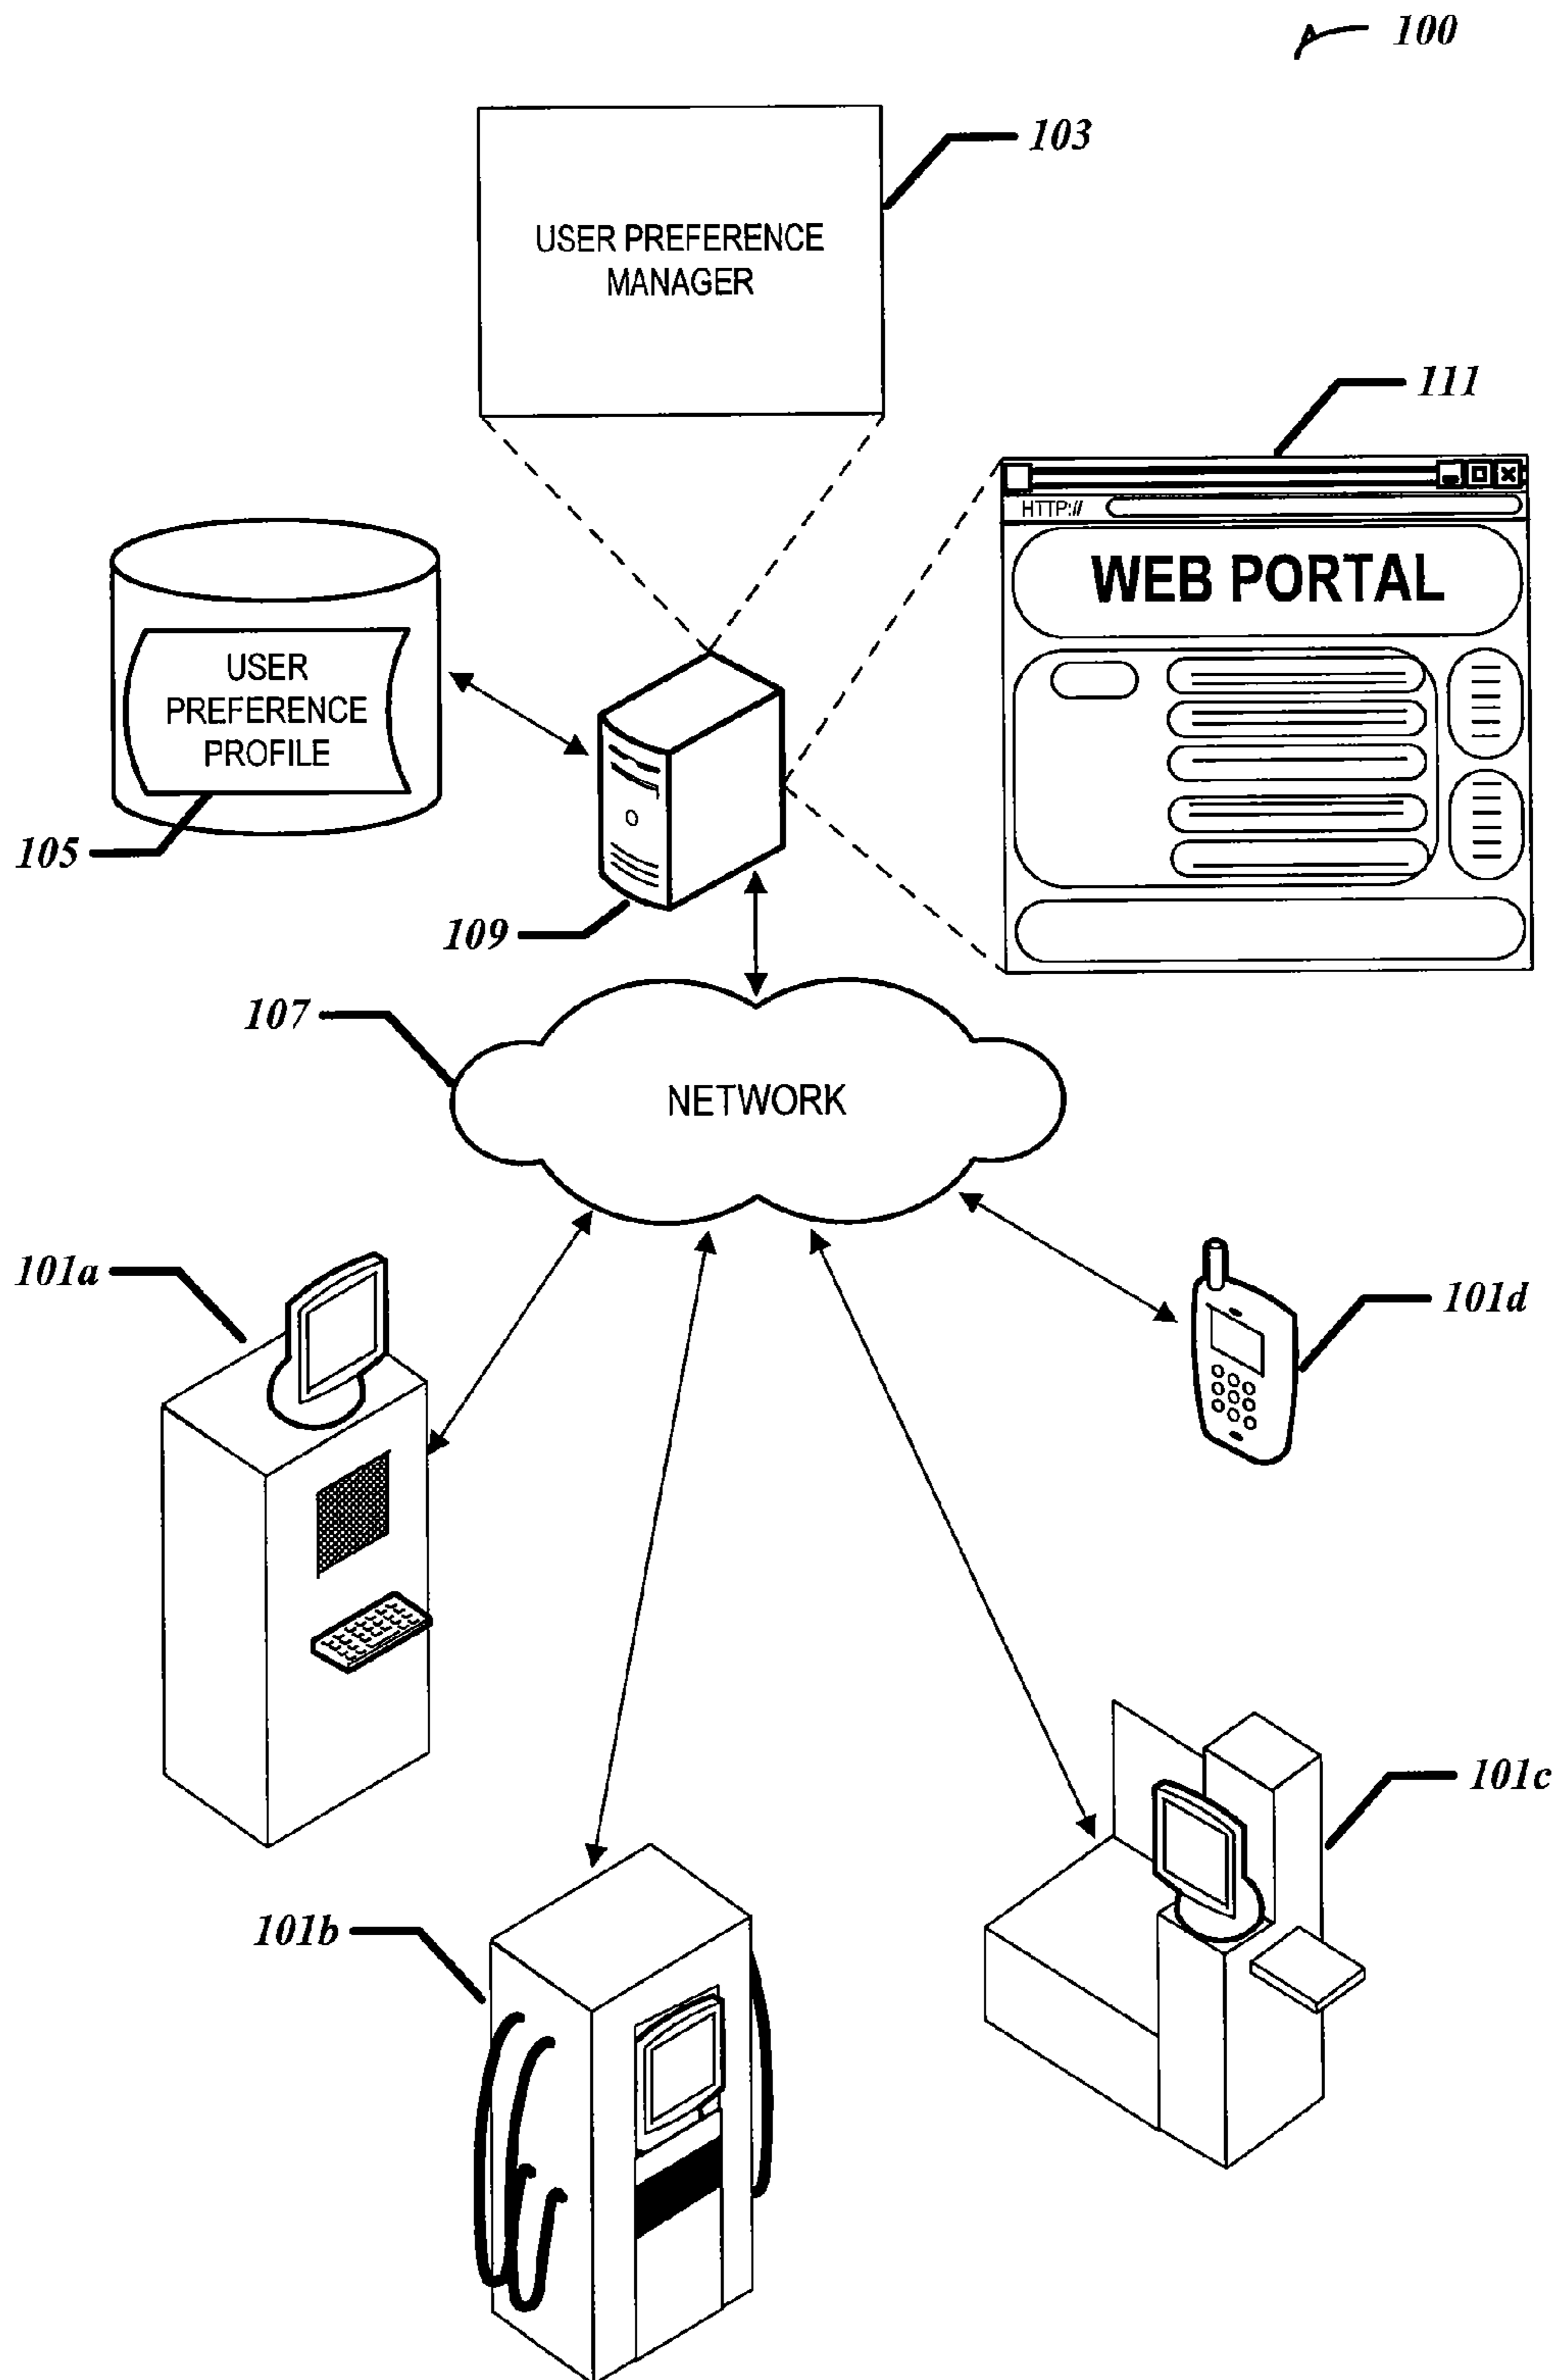 100
103
USER PREFERENCE
MANAGER
111
HTTP://
WEB PORTAL
USER
PREFERENCE
PROFILE
105
109
107
NETWORK
101a
101d
101c
101b